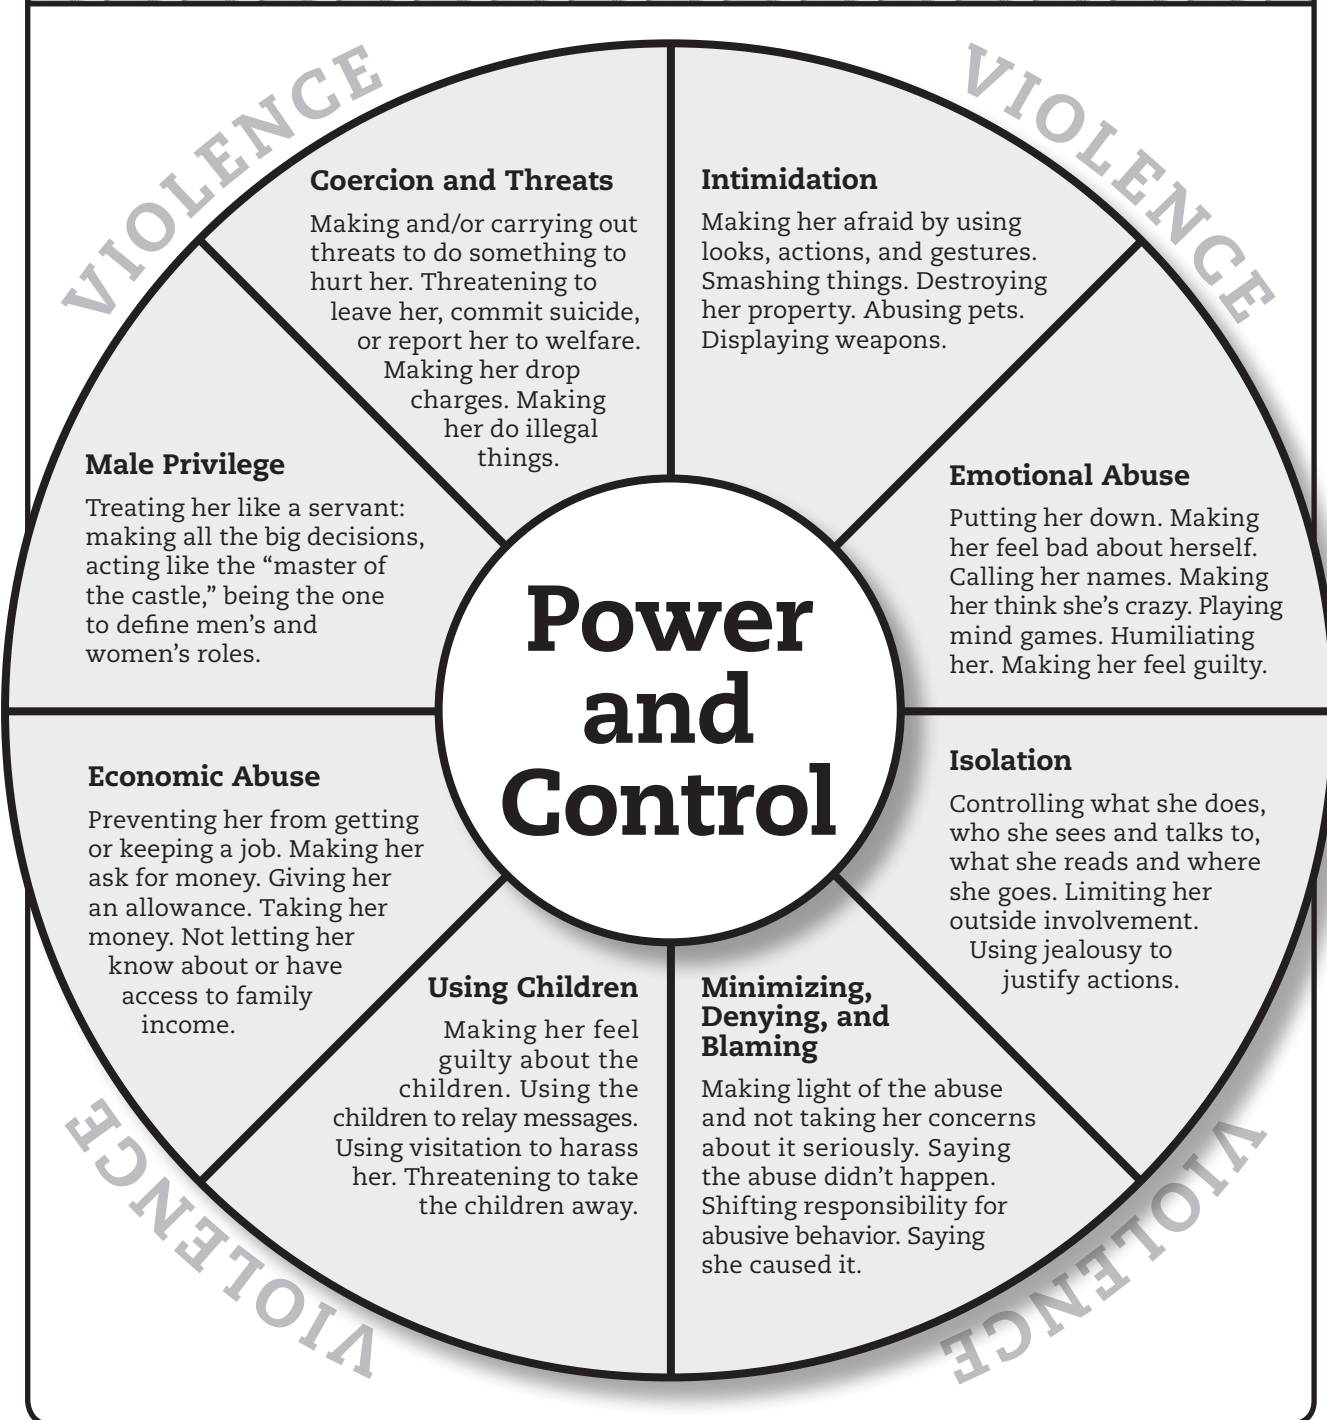 VIOLENCE
VIOLENCE
Coercion and Threats
Making and/or carrying out
threats to do something to
hurt her. Threatening to
leave her, commit suicide,
or report her to welfare.
Making her drop
charges. Making
her do illegal
things.
Intimidation
Making her afraid by using
looks, actions, and gestures.
Smashing things. Destroying
her property. Abusing pets.
Displaying weapons.
Male Privilege
Treating her like a servant:
making all the big decisions,
acting like the “master of
the castle,” being the one
to define men’s and
women’s roles.
Emotional Abuse
Putting her down. Making
her feel bad about herself.
Calling her names. Making
her think she’s crazy. Playing
mind games. Humiliating
her. Making her feel guilty.
Power
and
Control
Economic Abuse
Preventing her from getting
or keeping a job. Making her
ask for money. Giving her
an allowance. Taking her
money. Not letting her
know about or have
access to family
income.
Isolation
Controlling what she does,
who she sees and talks to,
what she reads and where
she goes. Limiting her
outside involvement.
Using jealousy to
justify actions.
Using Children
Making her feel
guilty about the
children. Using the
children to relay messages.
Using visitation to harass
her. Threatening to take
the children away.
Minimizing,
Denying, and
Blaming
Making light of the abuse
and not taking her concerns
about it seriously. Saying
the abuse didn’t happen.
Shifting responsibility for
abusive behavior. Saying
she caused it.
VIOLENCE
VIOLENCE